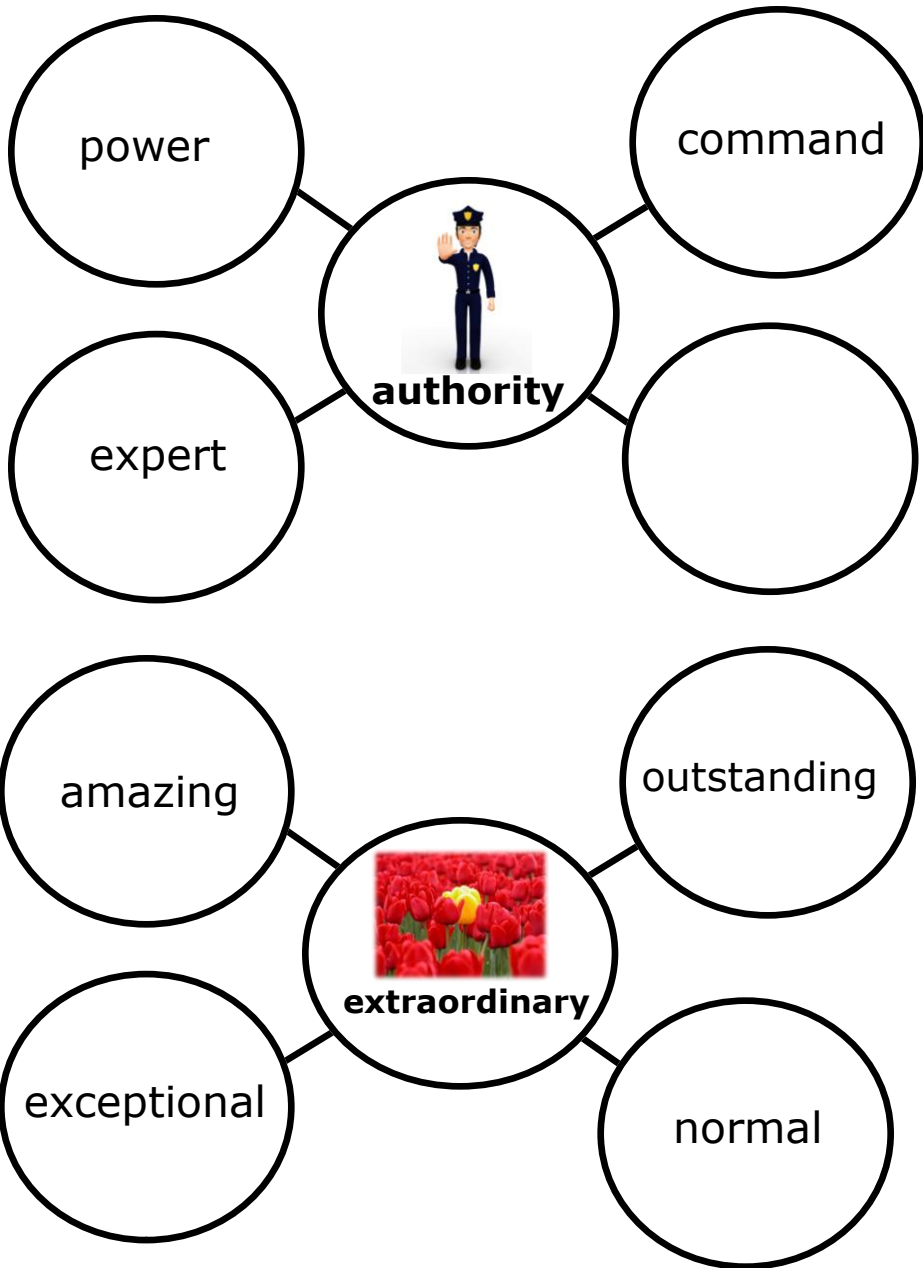 power
command
authority
expert
amazing
outstanding
extraordinary
exceptional
normal